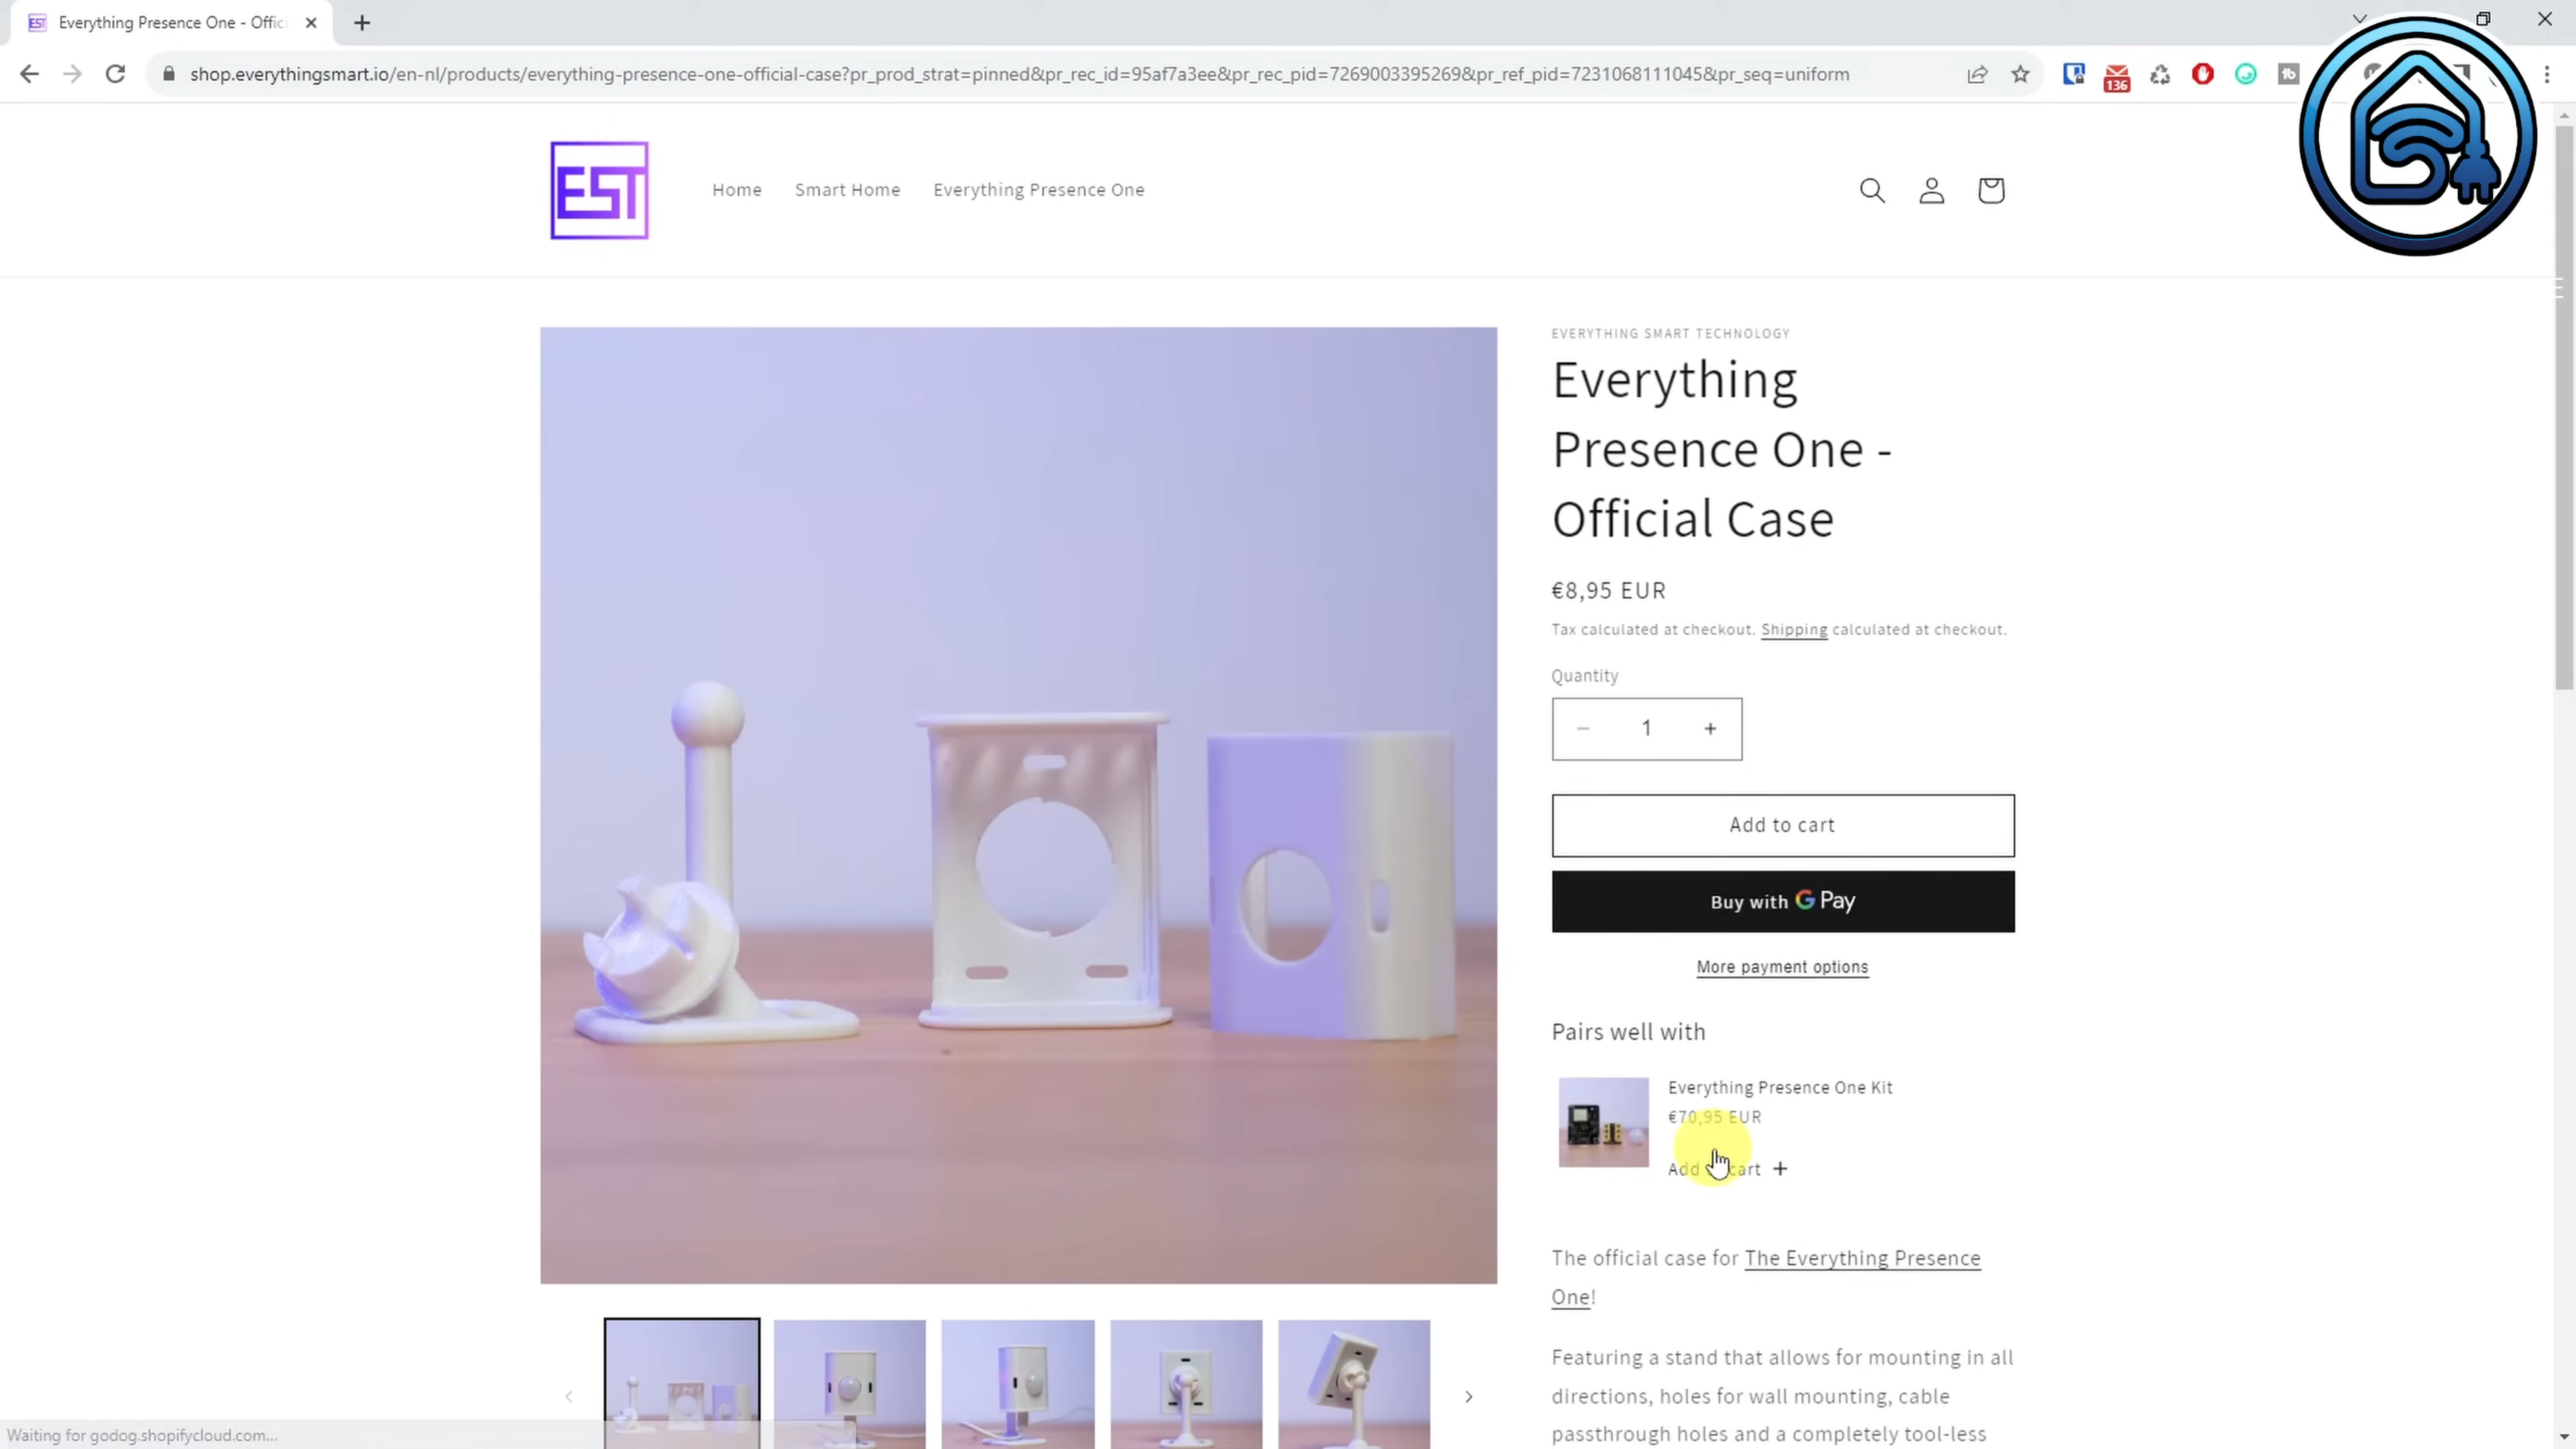 EST
Everything Presence One - Offic
shop.everythingsmart.io/en-nl/products/everything-presence-one-official-case?pr_prod_strat=pinned&pr_rec_id=95af7a3ee&pr_rec_pid=7269003395269&pr_ref_pid=7231068111045&pr_seq=uniform
136
EST
Home
Smart Home
Everything Presence One
EVERYTHING SMART TECHNOLOGY
Everything
Presence One -
Official Case
€8,95 EUR
Tax calculated at checkout. Shipping calculated at checkout.
Quantity
− 1 +
Add to cart
Buy with G Pay
More payment options
Pairs well with
Everything Presence One Kit
€70,95 EUR
Add cart +
The official case for The Everything Presence
One!
Featuring a stand that allows for mounting in all
directions, holes for wall mounting, cable
passthrough holes and a completely tool-less
Waiting for godog.shopifycloud.com...